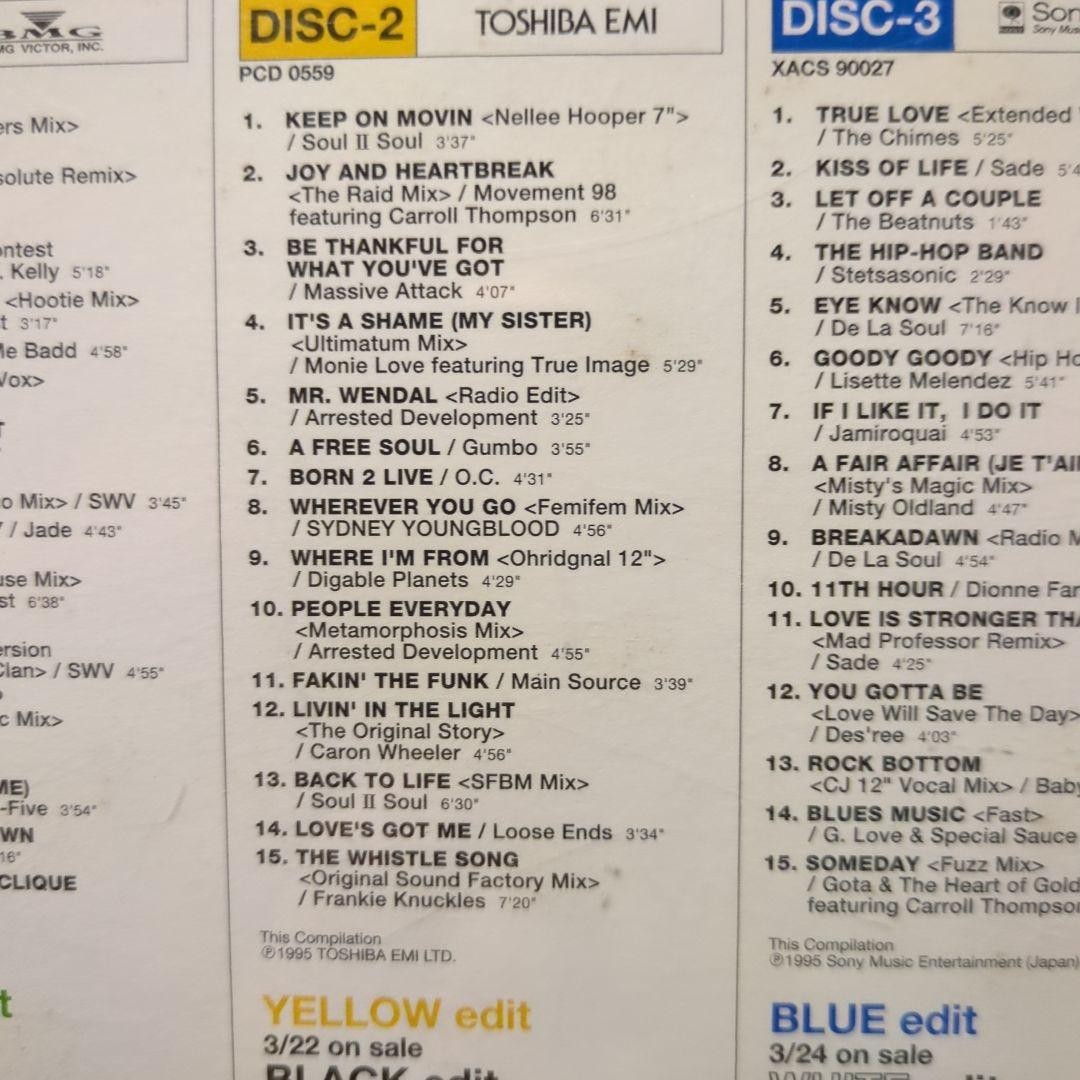 BMG
MG VICTOR, INC.
ers Mix>
solute Remix>
ontest
. Kelly 5'18"
<Hootie Mix>
t 3'17"
Me Badd 4'58"
Vox>
T
o Mix> / SWV 3'45"
/ Jade 4'43"
use Mix>
st 6'38"
ersion
Clan> / SWV 4'55"
c Mix>
ME)
-Five 3'54"
WN
16"
CLIQUE
t
DISC-2
TOSHIBA EMI
PCD 0559
1. KEEP ON MOVIN <Nellee Hooper 7">
/ Soul II Soul 3'37"
2. JOY AND HEARTBREAK
<The Raid Mix> / Movement 98
featuring Carroll Thompson 6'31"
3. BE THANKFUL FOR
WHAT YOU'VE GOT
/ Massive Attack 4'07"
4. IT'S A SHAME (MY SISTER)
<Ultimatum Mix>
/ Monie Love featuring True Image 5'29"
5. MR. WENDAL <Radio Edit>
/ Arrested Development 3'25"
6. A FREE SOUL / Gumbo 3'55"
7. BORN 2 LIVE / O.C. 4'31"
8. WHEREVER YOU GO <Femifem Mix>
/ SYDNEY YOUNGBLOOD 4'56"
9. WHERE I'M FROM <Ohridgnal 12">
/ Digable Planets 4'29"
10. PEOPLE EVERYDAY
<Metamorphosis Mix>
/ Arrested Development 4'55"
11. FAKIN' THE FUNK / Main Source 3'39"
12. LIVIN' IN THE LIGHT
<The Original Story>
/ Caron Wheeler 4'56"
13. BACK TO LIFE <SFBM Mix>
/ Soul II Soul 6'30"
14. LOVE'S GOT ME / Loose Ends 3'34"
15. THE WHISTLE SONG
<Original Sound Factory Mix>
/ Frankie Knuckles 7'20"
This Compilation
℗1995 TOSHIBA EMI LTD.
YELLOW edit
3/22 on sale
BLACK edit
DISC-3
Son
Sony Mus
XACS 90027
1. TRUE LOVE <Extended
/ The Chimes 5'25"
2. KISS OF LIFE / Sade 5'4
3. LET OFF A COUPLE
/ The Beatnuts 1'43"
4. THE HIP-HOP BAND
/ Stetsasonic 2'29"
5. EYE KNOW <The Know
/ De La Soul 7'16"
6. GOODY GOODY <Hip Ho
/ Lisette Melendez 5'41"
7. IF I LIKE IT, I DO IT
/ Jamiroquai 4'53"
8. A FAIR AFFAIR (JE T'AI
<Misty's Magic Mix>
/ Misty Oldland 4'47"
9. BREAKADAWN <Radio M
/ De La Soul 4'54"
10. 11TH HOUR / Dionne Far
11. LOVE IS STRONGER THA
<Mad Professor Remix>
/ Sade 4'25"
12. YOU GOTTA BE
<Love Will Save The Day>
/ Des'ree 4'03"
13. ROCK BOTTOM
<CJ 12" Vocal Mix> / Baby
14. BLUES MUSIC <Fast>
/ G. Love & Special Sauce
15. SOMEDAY <Fuzz Mix>
/ Gota & The Heart of Gold
featuring Carroll Thompson
This Compilation
℗1995 Sony Music Entertainment (Japan)
BLUE edit
3/24 on sale